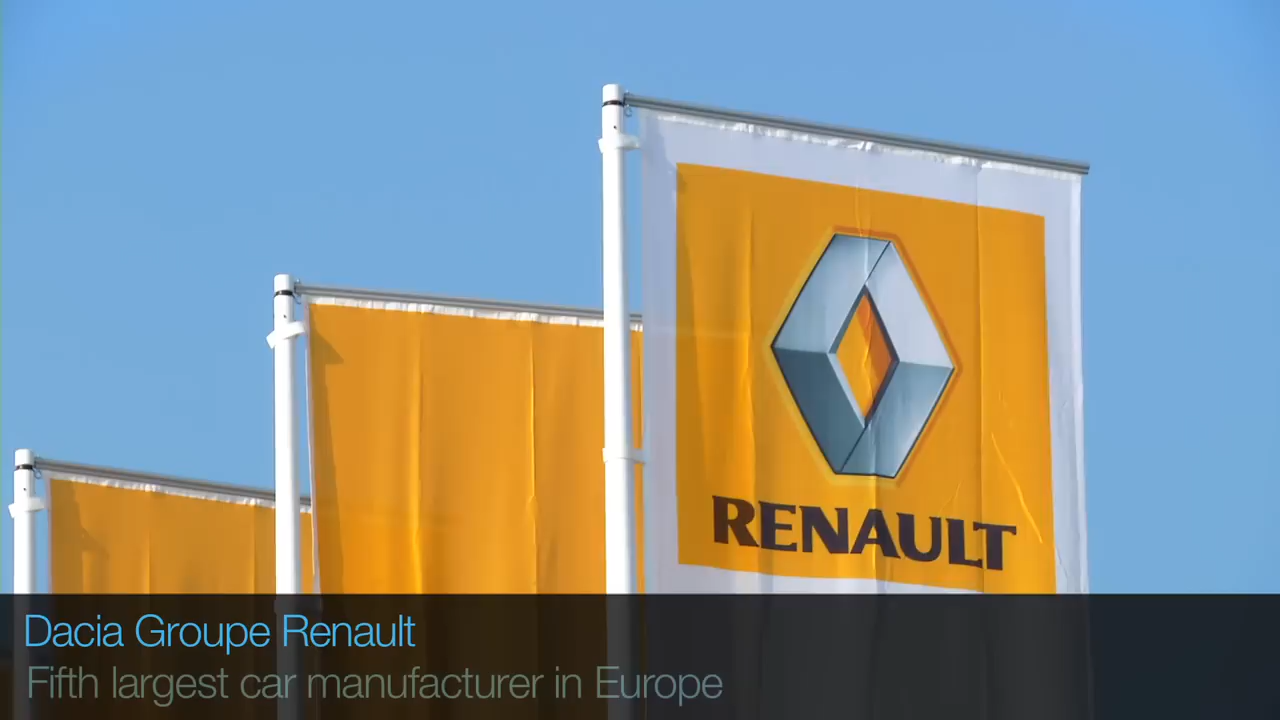 RENAULT
Dacia Groupe Renault
Fifth largest car manufacturer in Europe